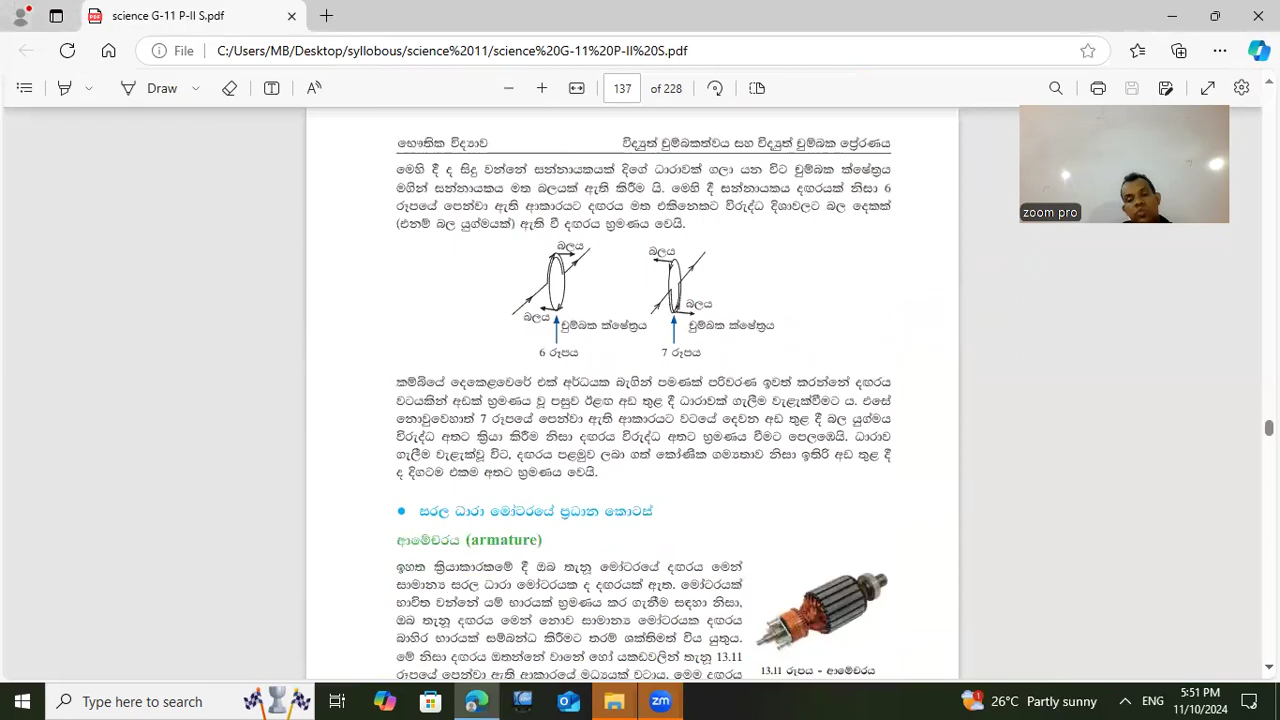 science G-11 P-II S.pdf
File
C:/Users/MB/Desktop/syllobous/science%2011/science%20G-11%20P-II%20S.pdf
Draw
137
of 228
භෞතික විද්‍යාව
විද්‍යුත් චුම්බකත්වය සහ විද්‍යුත් චුම්බක ප්‍රේරණය
මෙහි දී ද සිදු වන්නේ සන්නායකයක් දිගේ ධාරාවක් ගලා යන විට චුම්බක ක්ෂේත්‍රය
මගින් සන්නායකය මත බලයක් ඇති කිරීම යි. මෙහි දී සන්නායකය දඟරයක් නිසා 6
රූපයේ පෙන්වා ඇති ආකාරයට දඟරය මත එකිනෙකට විරුද්ධ දිශාවලට බල දෙකක්
(එනම් බල යුග්මයක්) ඇති වී දඟරය භ්‍රමණය වෙයි.
බලය
බලය
බලය
බලය
චුම්බක ක්ෂේත්‍රය
චුම්බක ක්ෂේත්‍රය
6 රූපය
7 රූපය
කම්බියේ දෙකෙළවෙරේ එක් අර්ධයක බැගින් පමණක් පරිවරණ ඉවත් කරන්නේ දඟරය
වටයකින් අඩක් භ්‍රමණය වූ පසුව ඊළඟ අඩ තුළ දී ධාරාවක් ගැලීම වැළැක්වීමට ය. එසේ
නොවුවෙහාත් 7 රූපයේ පෙන්වා ඇති ආකාරයට වටයේ දෙවන අඩ තුළ දී බල යුග්මය
විරුද්ධ අතට ක්‍රියා කිරීම නිසා දඟරය විරුද්ධ අතට භ්‍රමණය වීමට පෙලඹෙයි. ධාරාව
ගැලීම වැළැක්වූ විට, දඟරය පළමුව ලබා ගත් කෝණික ගම්‍යතාව නිසා ඉතිරි අඩ තුළ දී
ද දිගටම එකම අතට භ්‍රමණය වෙයි.
• සරල ධාරා මෝටරයේ ප්‍රධාන කොටස්
ආමේචරය (armature)
ඉහත ක්‍රියාකාරකමේ දී ඔබ තැනූ මෝටරයේ දඟරය මෙන්
සාමාන්‍ය සරල ධාරා මෝටරයක ද දඟරයක් ඇත. මෝටරයක්
භාවිත වන්නේ යම් භාරයක් භ්‍රමණය කර ගැනීම සඳහා නිසා,
ඔබ තැනූ දඟරය මෙන් නොව සාමාන්‍ය මෝටරයක දඟරය
බාහිර භාරයක් සම්බන්ධ කිරීමට තරම් ශක්තිමත් විය යුතුය.
මේ නිසා දඟරය ඔතන්නේ වානේ හෝ යකඩවලින් තැනූ 13.11
රූපයේ පෙන්වා ඇති ආකාරයේ මධ්‍යයක් වටාය. මෙම දඟරය
13.11 රූපය - ආමේචරය
zoom pro
Type here to search
26°C Partly sunny
ENG
5:51 PM
11/10/2024